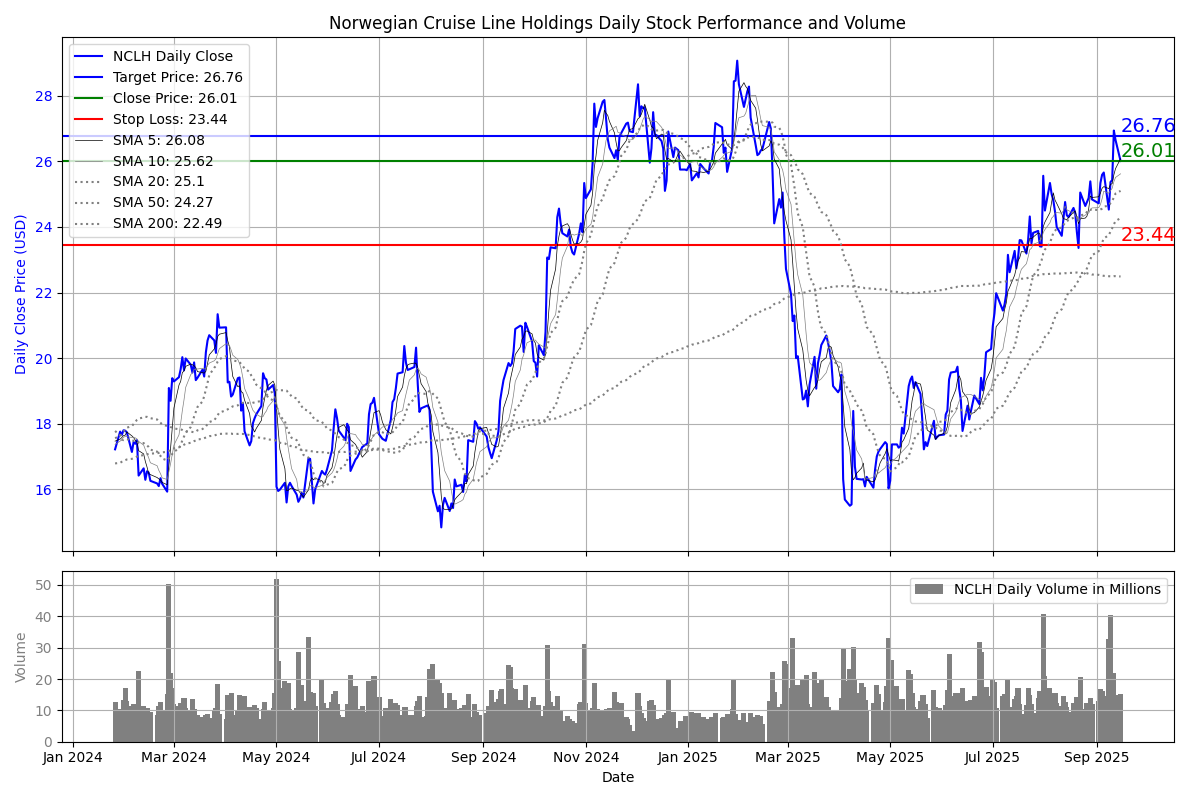 Norwegian Cruise Line Holdings Daily Stock Performance and Volume
NCLH Daily Close
Target Price: 26.76
Close Price: 26.01
Stop Loss: 23.44
SMA 5: 26.08
SMA 10: 25.62
SMA 20: 25.1
SMA 50: 24.27
SMA 200: 22.49
26.76
26.01
23.44
Daily Close Price (USD)
28
26
24
22
20
18
16
NCLH Daily Volume in Millions
Volume
50
40
30
20
10
0
Jan 2024 Mar 2024 May 2024 Jul 2024 Sep 2024 Nov 2024 Jan 2025 Mar 2025 May 2025 Jul 2025 Sep 2025
Date